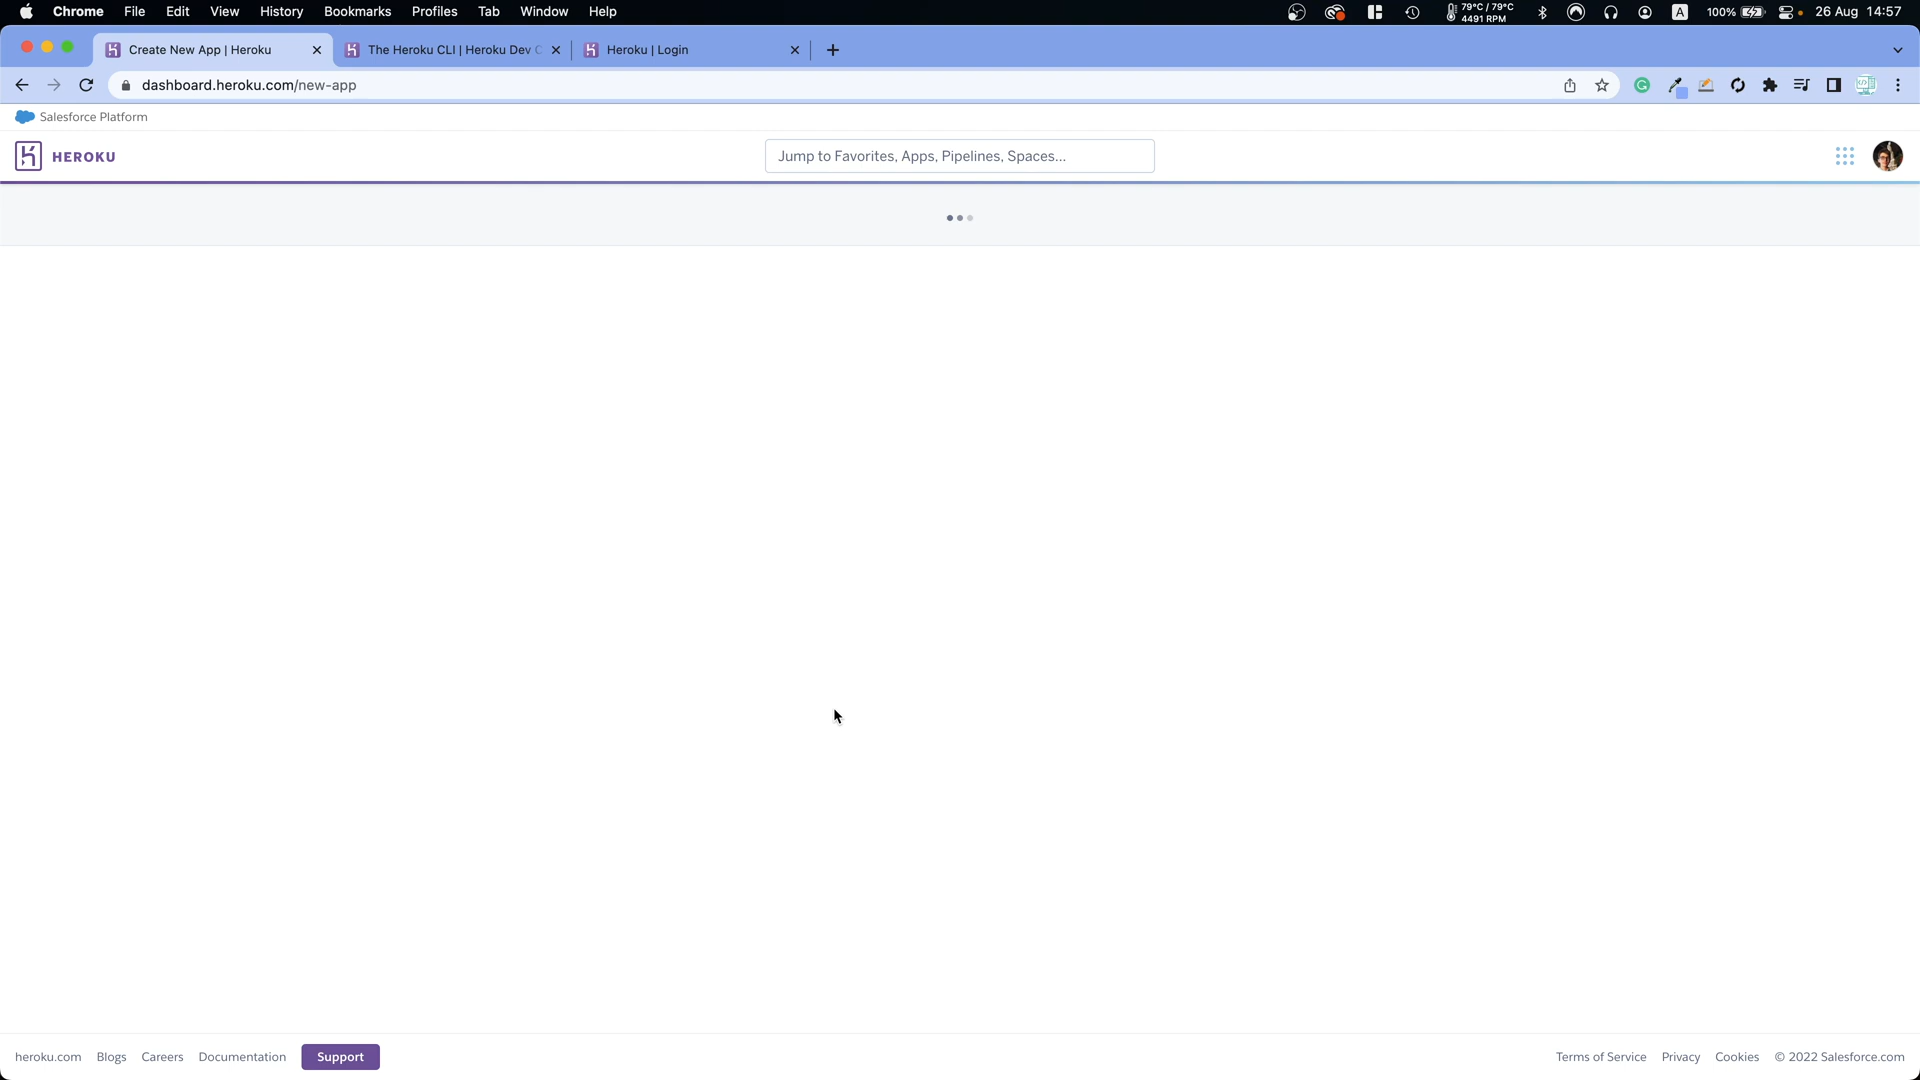 Chrome File Edit View History Bookmarks Profiles Tab Window Help 79°C / 79°C 4491 RPM A 100% 26 Aug 14:57
Create New App | Heroku The Heroku CLI | Heroku Dev C Heroku | Login
dashboard.heroku.com/new-app
Salesforce Platform
HEROKU Jump to Favorites, Apps, Pipelines, Spaces...
heroku.com Blogs Careers Documentation Support Terms of Service Privacy Cookies © 2022 Salesforce.com